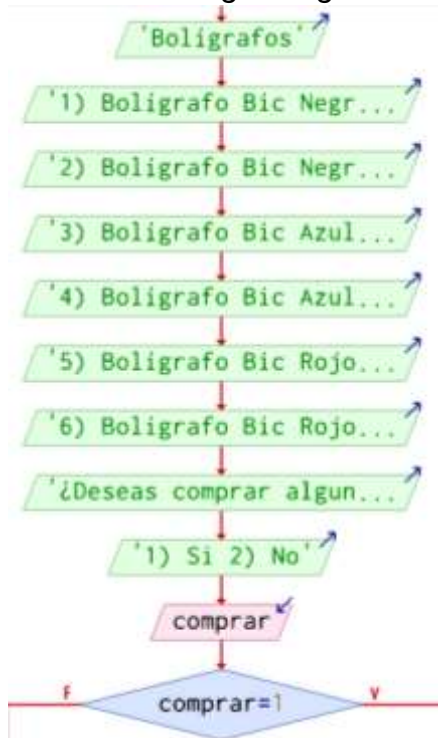 'Bolígrafos'
'1) Boligrafo Bic Negr...
'2) Boligrafo Bic Negr...
'3) Boligrafo Bic Azul...
'4) Boligrafo Bic Azul...
'5) Boligrafo Bic Rojo...
'6) Boligrafo Bic Rojo...
'¿Deseas comprar algun...
'1) Si 2) No'
comprar
F comprar=1 V